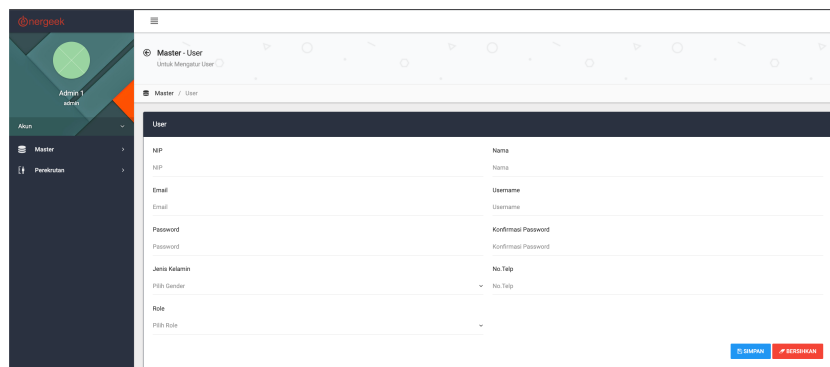 energeek
Master - User
Untuk Mengatur User
Admin 1
admin
Master / User
Akun
User
Master
Perekrutan
NIP
Nama
NIP
Nama
Email
Username
Email
Username
Password
Konfirmasi Password
Password
Konfirmasi Password
Jenis Kelamin
No.Telp
Pilih Gender
No.Telp
Role
Pilih Role
SIMPAN
BERSIHKAN